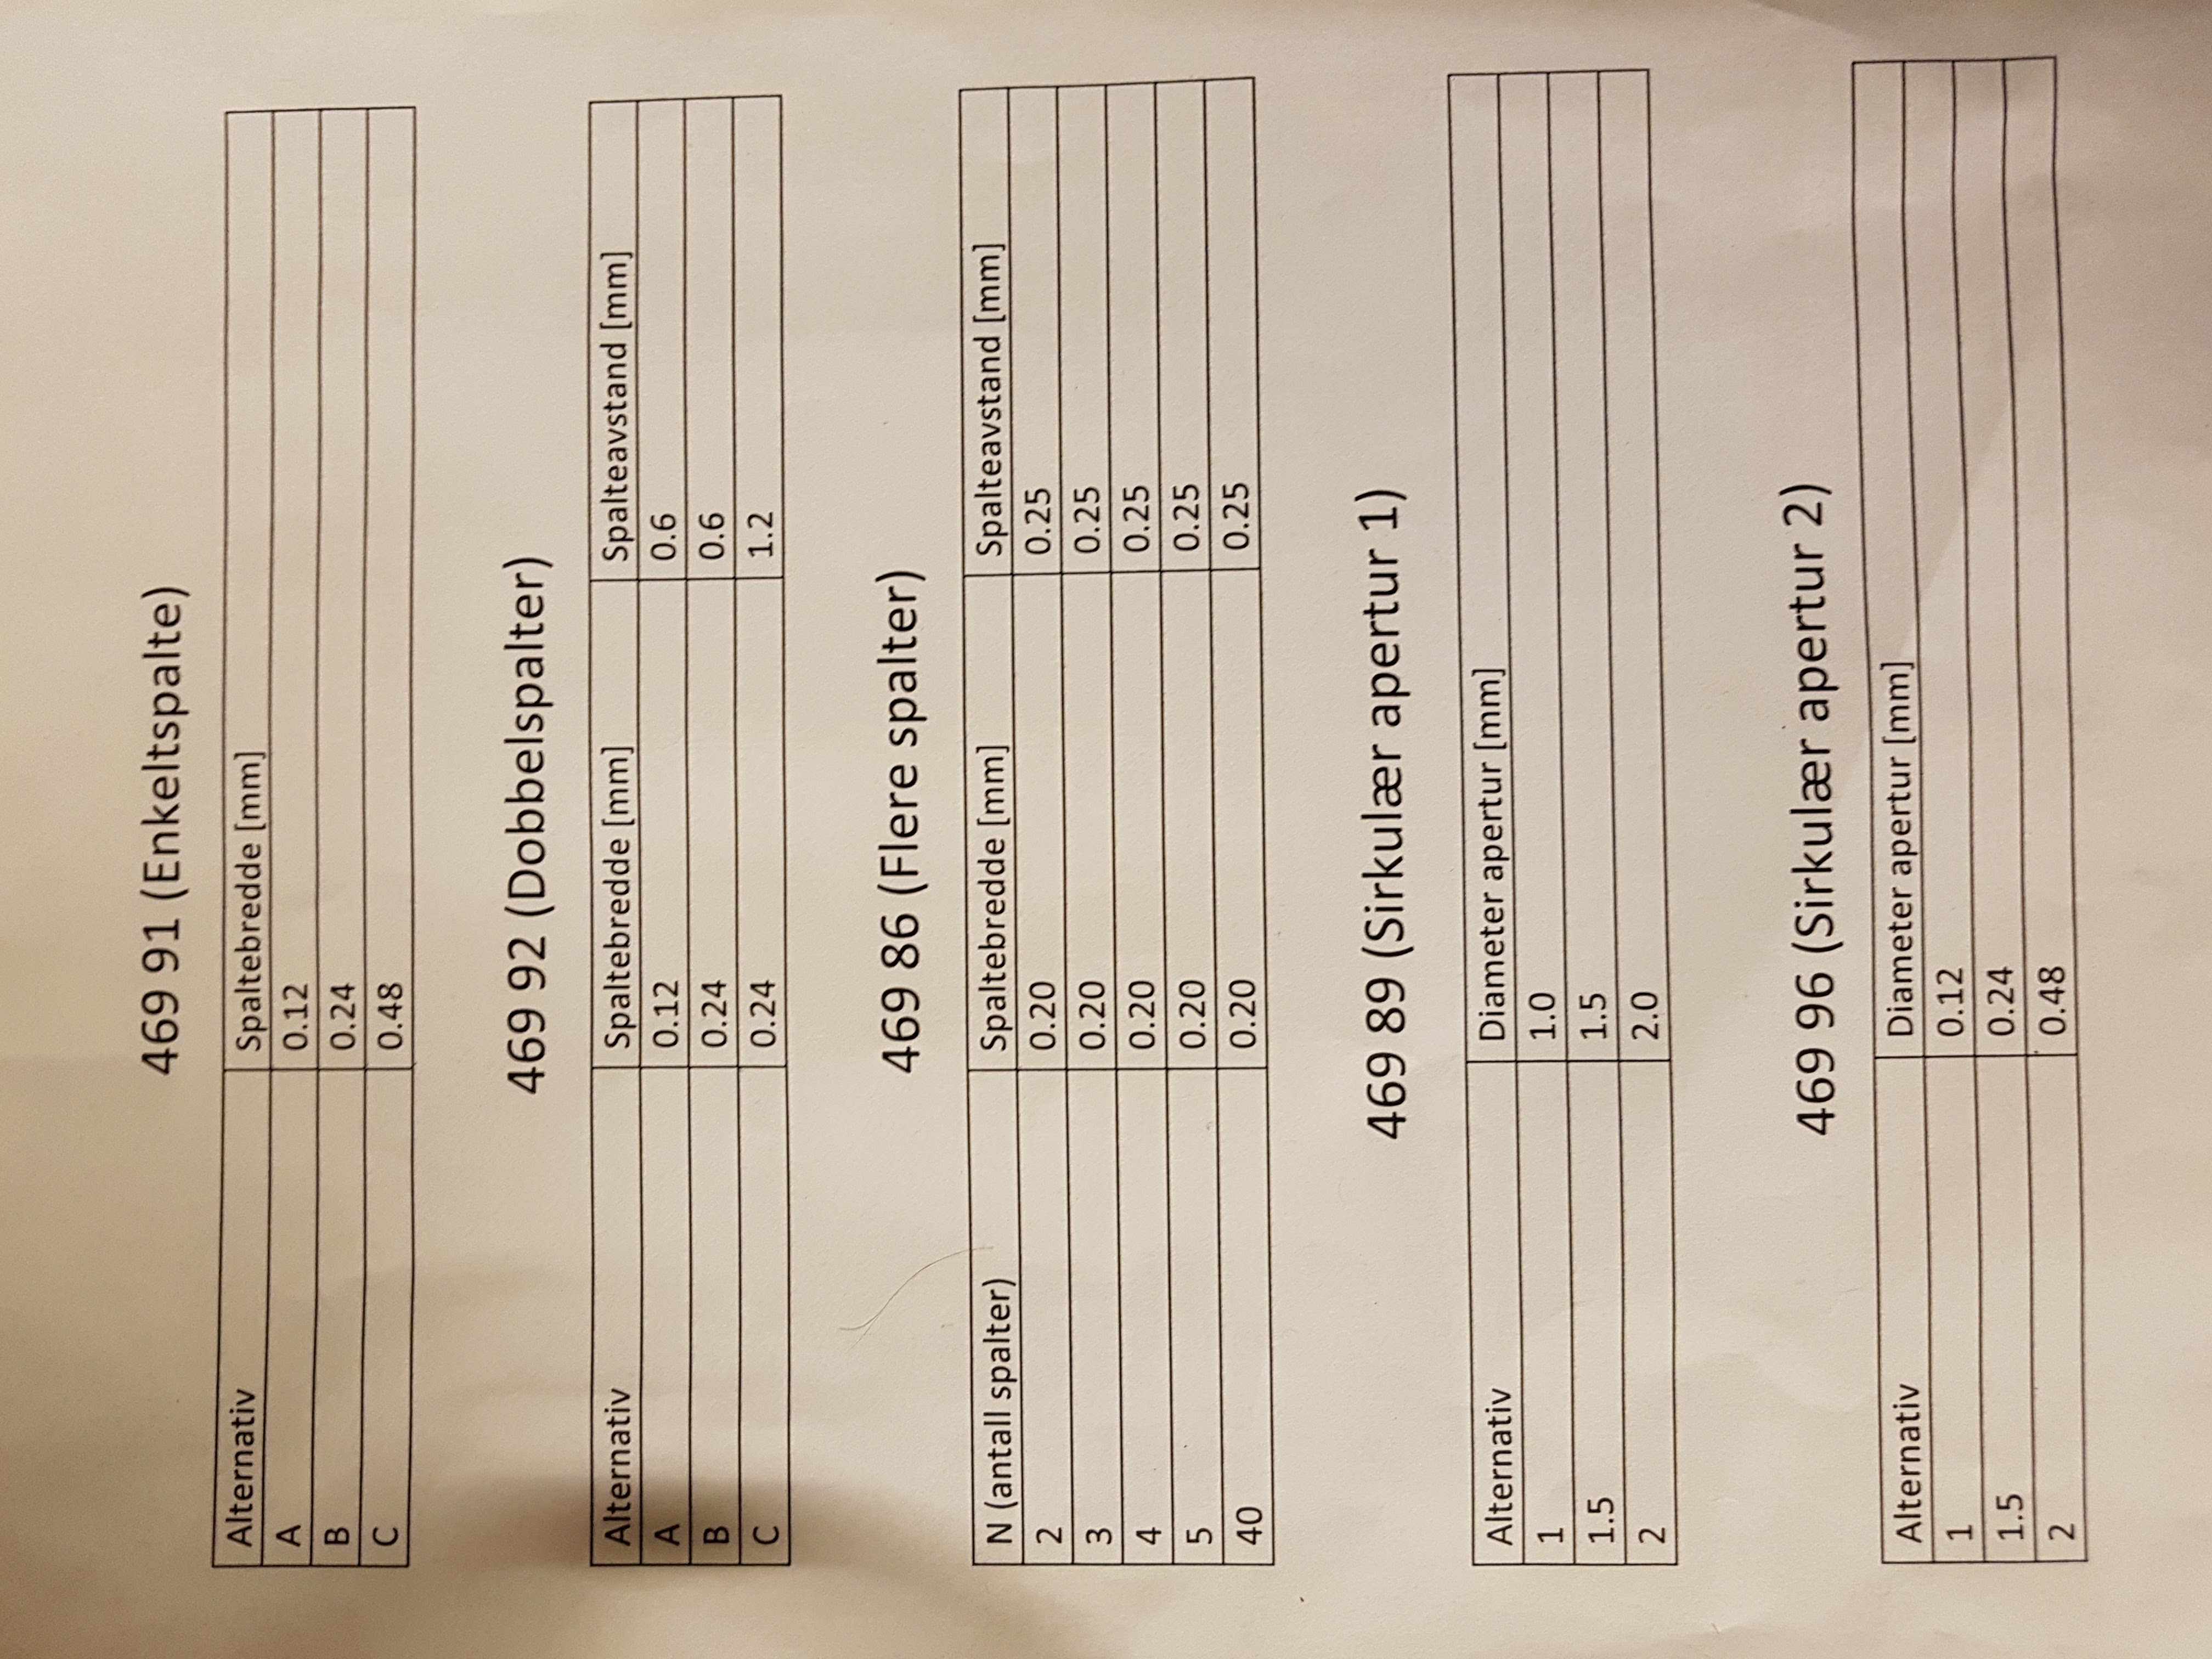 469 91 (Enkeltspalte)
Alternativ Spaltebredde [mm]
A 0.12
B 0.24
C 0.48
469 92 (Dobbelspalter)
Alternativ Spaltebredde [mm] Spalteavstand [mm]
A 0.12 0.6
B 0.24 0.6
C 0.24 1.2
469 86 (Flere spalter)
N (antall spalter) Spaltebredde [mm] Spalteavstand [mm]
2 0.20 0.25
3 0.20 0.25
4 0.20 0.25
5 0.20 0.25
40 0.20 0.25
469 89 (Sirkulær apertur 1)
Alternativ Diameter apertur [mm]
1 1.0
1.5 1.5
2 2.0
469 96 (Sirkulær apertur 2)
Alternativ Diameter apertur [mm]
1 0.12
1.5 0.24
2 0.48